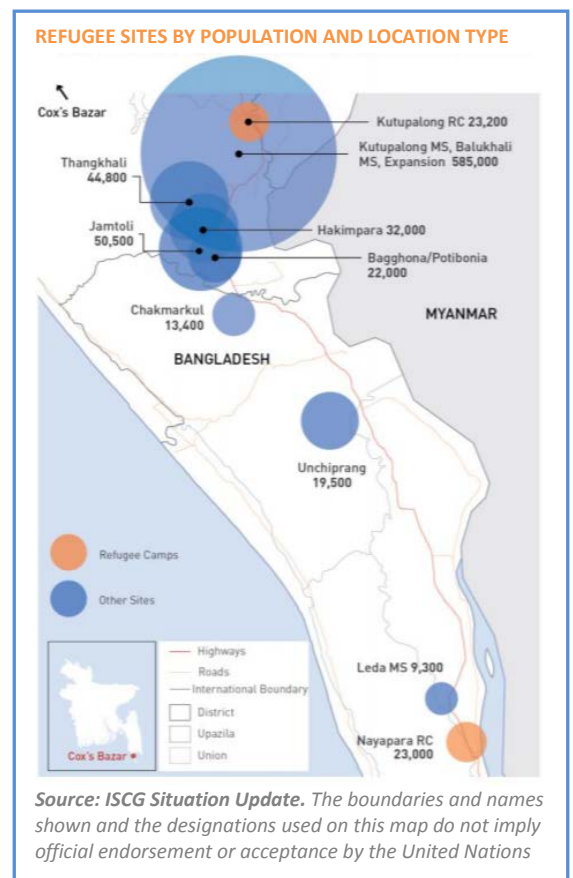 REFUGEE SITES BY POPULATION AND LOCATION TYPE
Cox's Bazar
Kutupalong RC 23,200
Kutupalong MS, Balukhali
MS, Expansion 585,000
Thangkhali
44,800
Jamtoli
50,500
Hakimpara 32,000
Bagghona/Potibonia
22,000
Chakmarkul
13,400
MYANMAR
BANGLADESH
Unchiprang
19,500
Refugee Camps
Other Sites
Leda MS 9,300
Nayapara RC
23,000
Highways
Roads
International Boundary
District
Upazila
Union
Cox's Bazar
Source: ISCG Situation Update. The boundaries and names
shown and the designations used on this map do not imply
official endorsement or acceptance by the United Nations